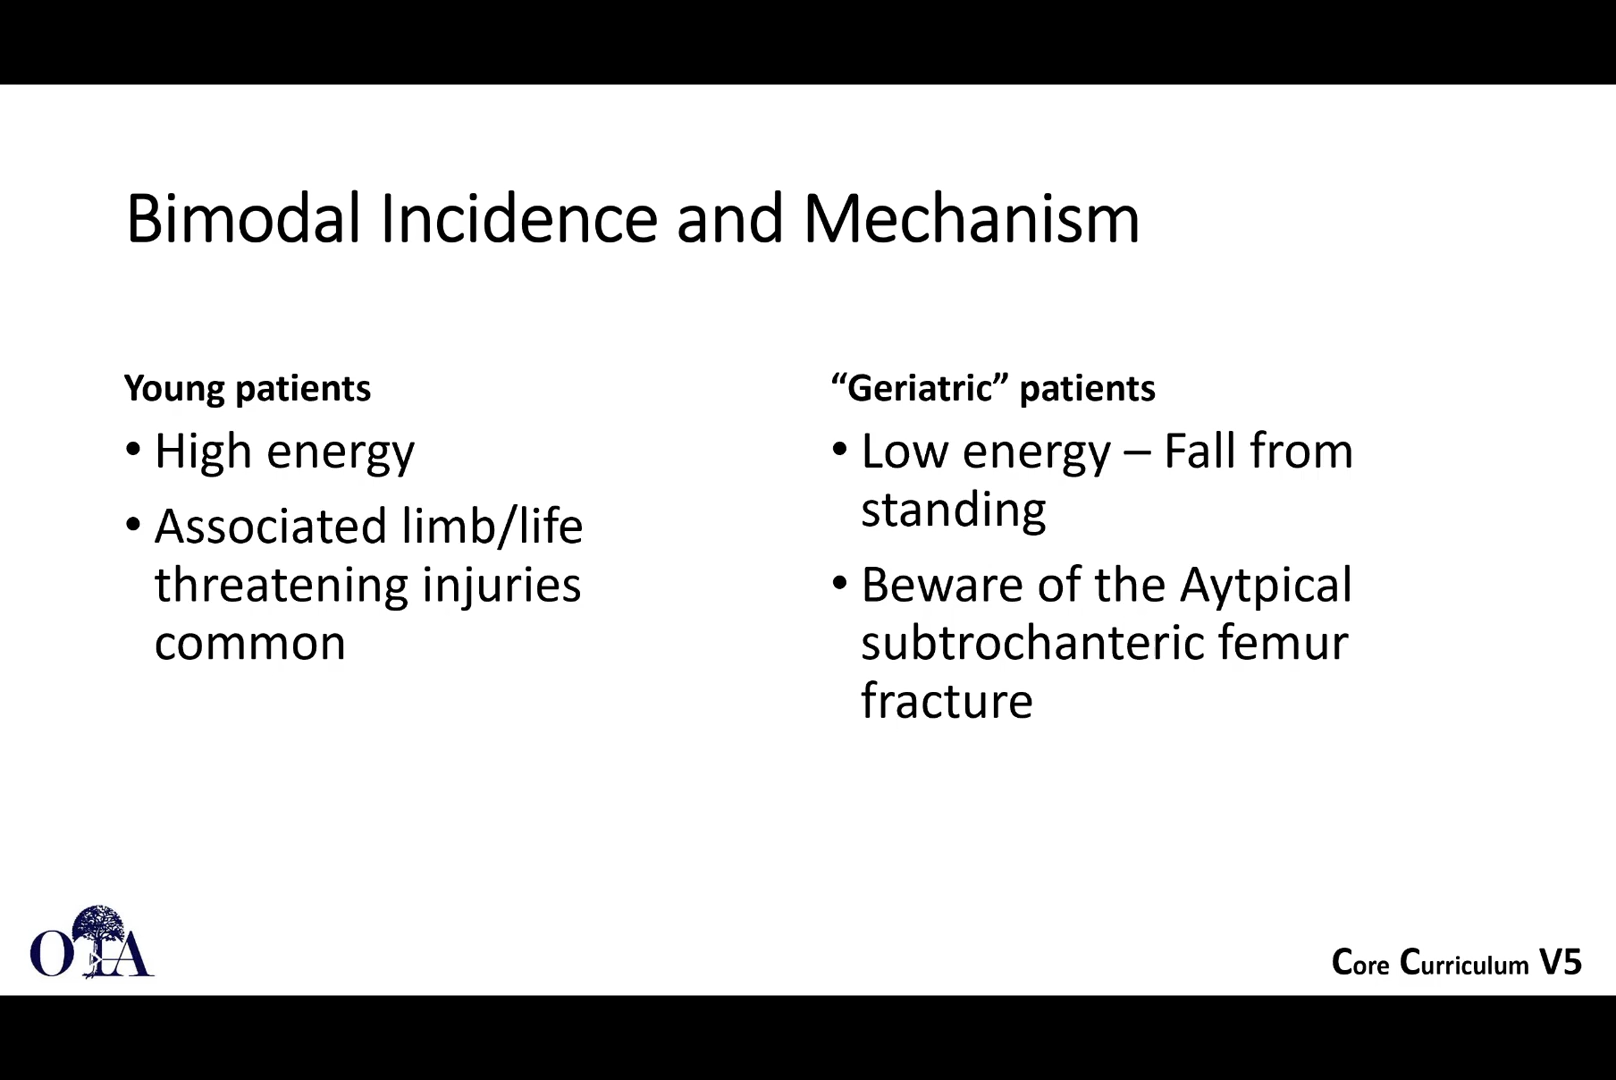 Bimodal Incidence and Mechanism
Young patients
• High energy
• Associated limb/life
threatening injuries
common
“Geriatric” patients
• Low energy – Fall from
standing
• Beware of the Aytpical
subtrochanteric femur
fracture
OTA
Core Curriculum V5